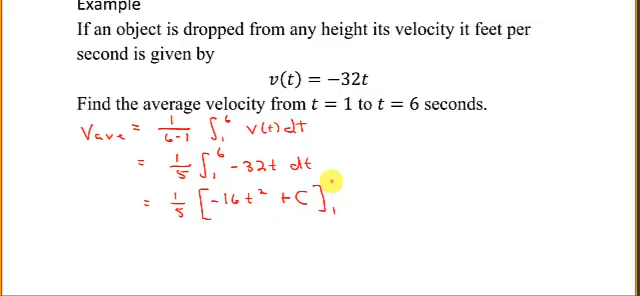 Example
If an object is dropped from any height its velocity it feet per
second is given by
v(t) = −32t
Find the average velocity from t = 1 to t = 6 seconds.
Vave = 1/(6-1) ∫₁⁶ v(t)dt
= 1/5 ∫₁⁶ -32t dt
= 1/5 [-16t² + C]₁